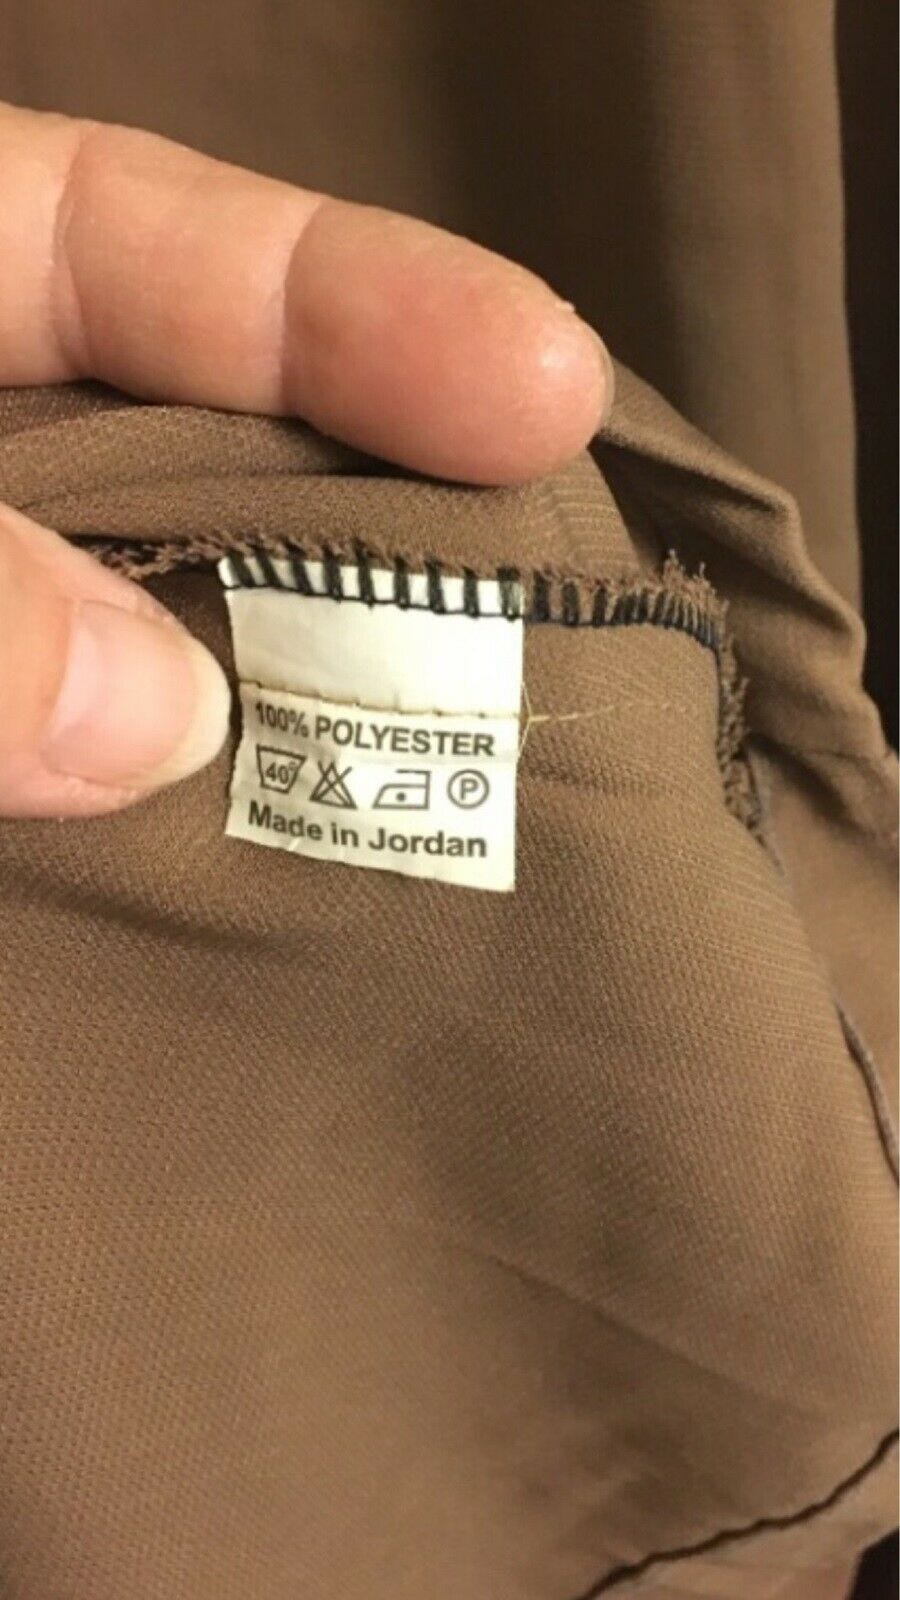 100% POLYESTER
40° P
Made in Jordan